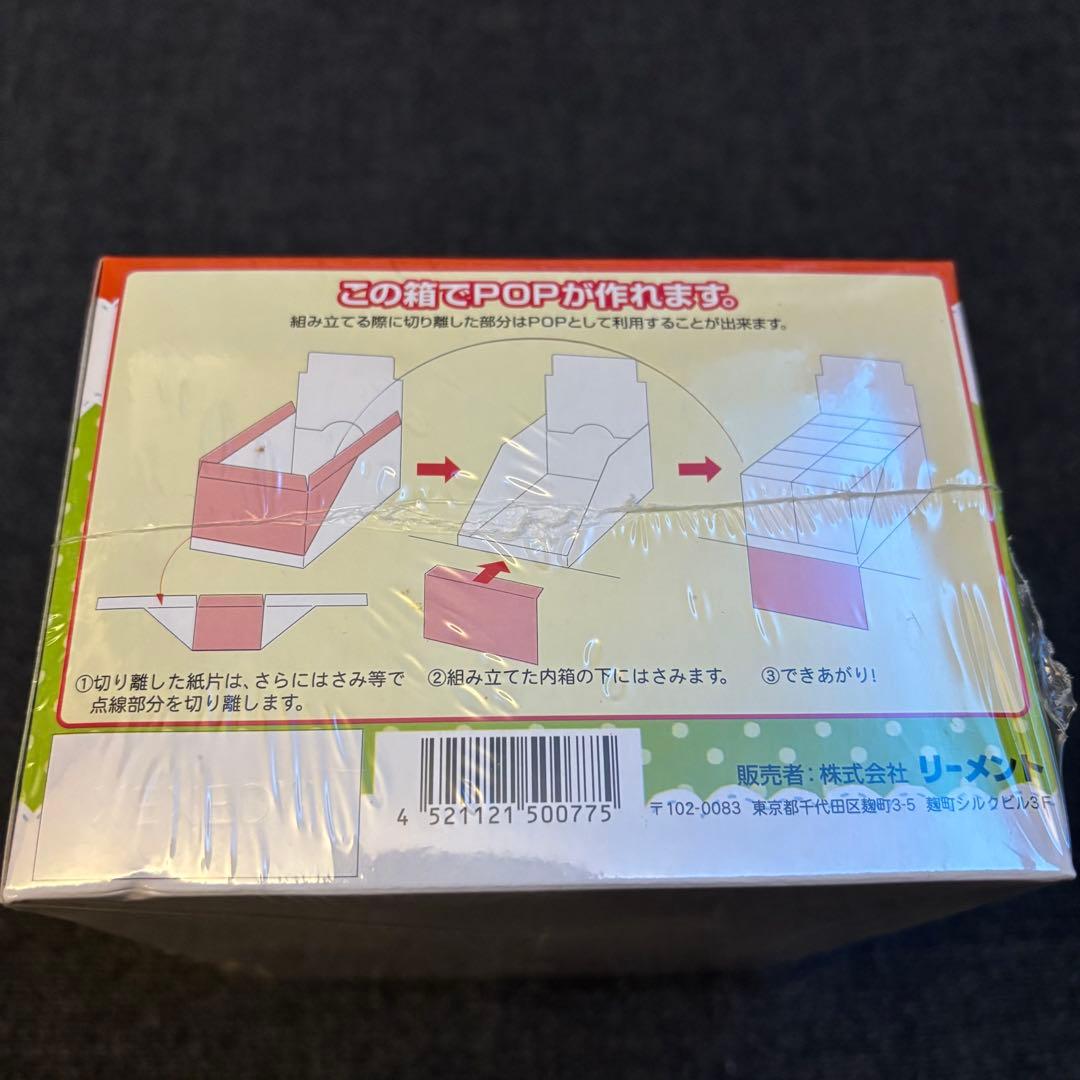 この箱でPOPが作れます。
組み立てる際に切り離した部分はPOPとして利用することが出来ます。
①切り離した紙片は、さらにはさみ等で
点線部分を切り離します。
②組み立てた内箱の下にはさみます。
③できあがり!
4 521121 500775
販売者:株式会社 リーメント
〒102-0083 東京都千代田区麹町3-5 麹町シルクビル3F